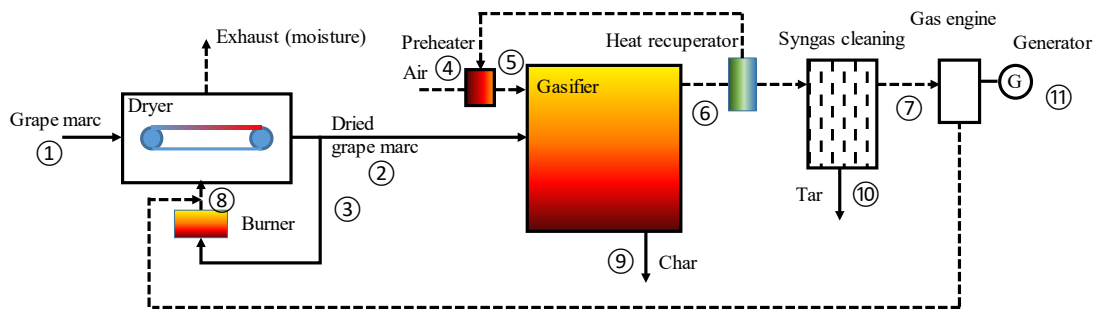 Gas engine
Exhaust (moisture)
Preheater
Heat recuperator
Syngas cleaning
Generator
Air
④
⑤
Gasifier
G
⑪
Dryer
Grape marc
①
⑥
⑦
Dried
grape marc
②
⑧
③
Burner
Tar
⑩
⑨
Char